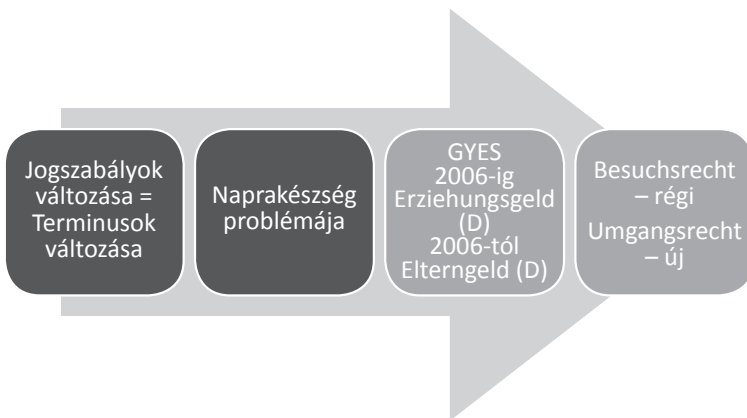 Jogszabályok
változása =
Terminusok
változása
Naprakészség
problémája
GYES
2006-ig
Erziehungsgeld
(D)
2006-tól
Elterngeld (D)
Besuchsrecht
– régi
Umgangsrecht
– új